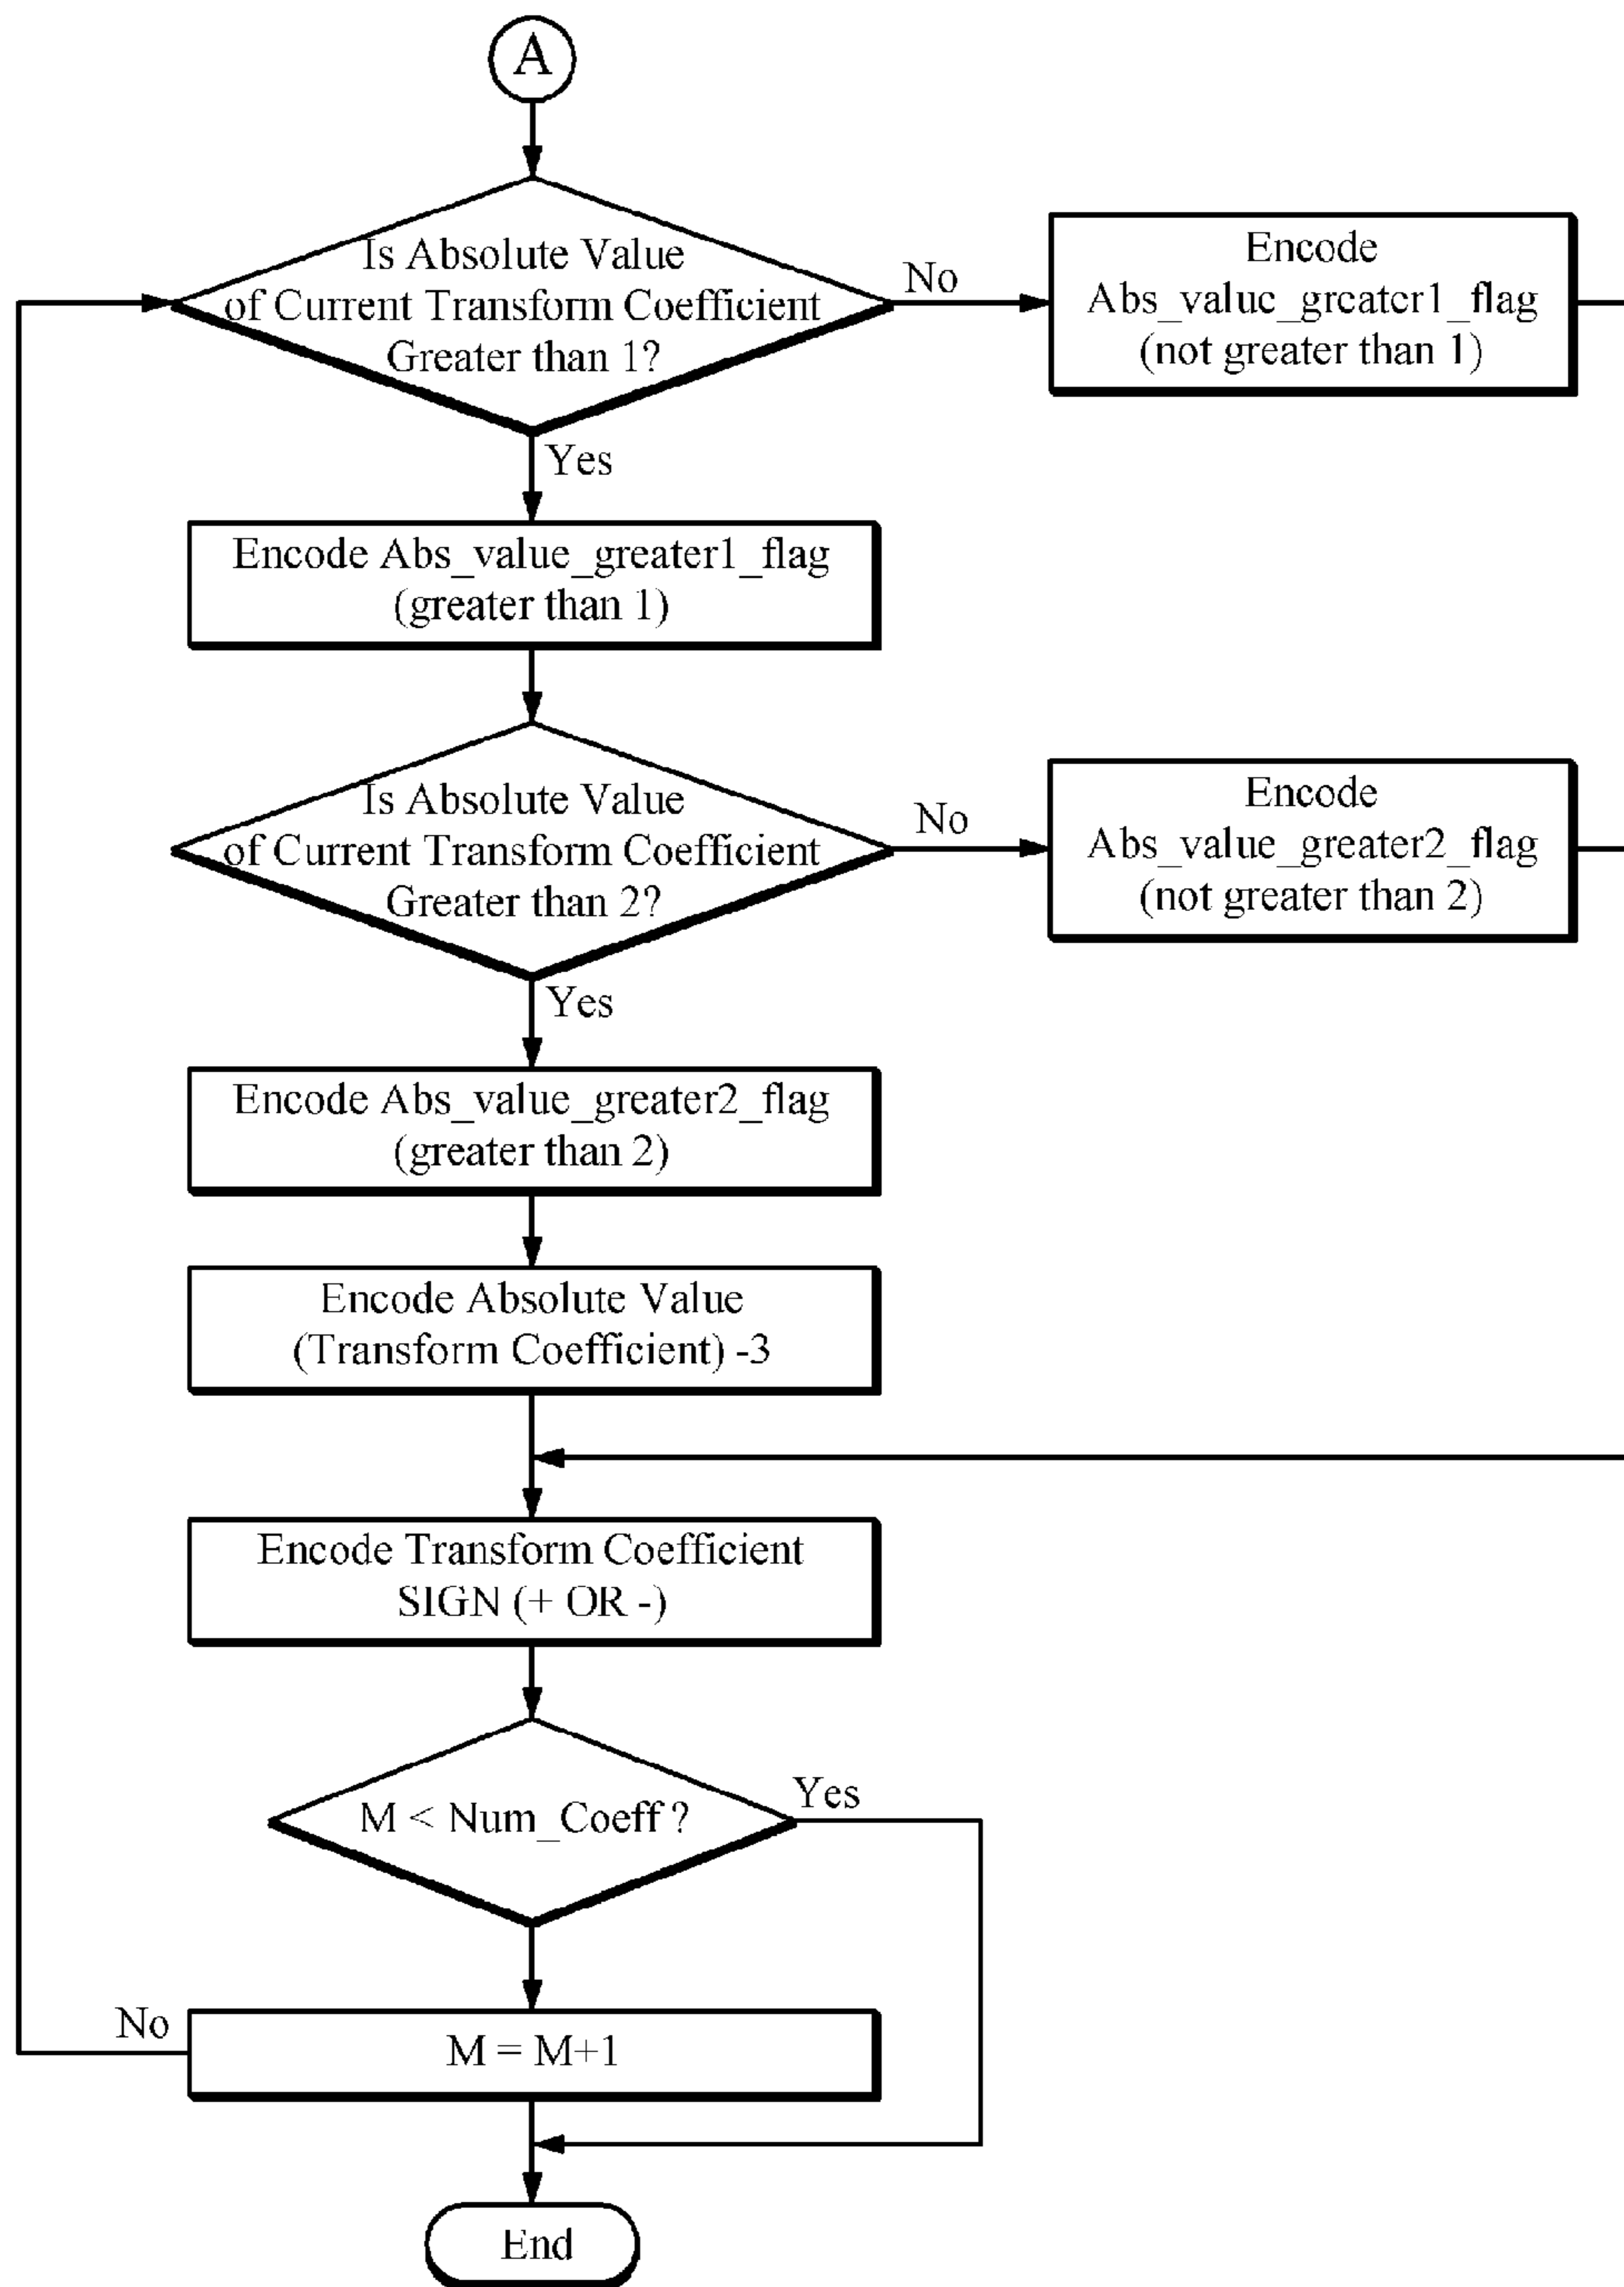 A
Is Absolute Value
of Current Transform Coefficient
Greater than 1?
No
Encode
Abs_value_greater1_flag
(not greater than 1)
Yes
Encode Abs_value_greater1_flag
(greater than 1)
Is Absolute Value
of Current Transform Coefficient
Greater than 2?
No
Encode
Abs_value_greater2_flag
(not greater than 2)
Yes
Encode Abs_value_greater2_flag
(greater than 2)
Encode Absolute Value
(Transform Coefficient) -3
Encode Transform Coefficient
SIGN (+ OR -)
M < Num_Coeff ?
Yes
No
M = M+1
End